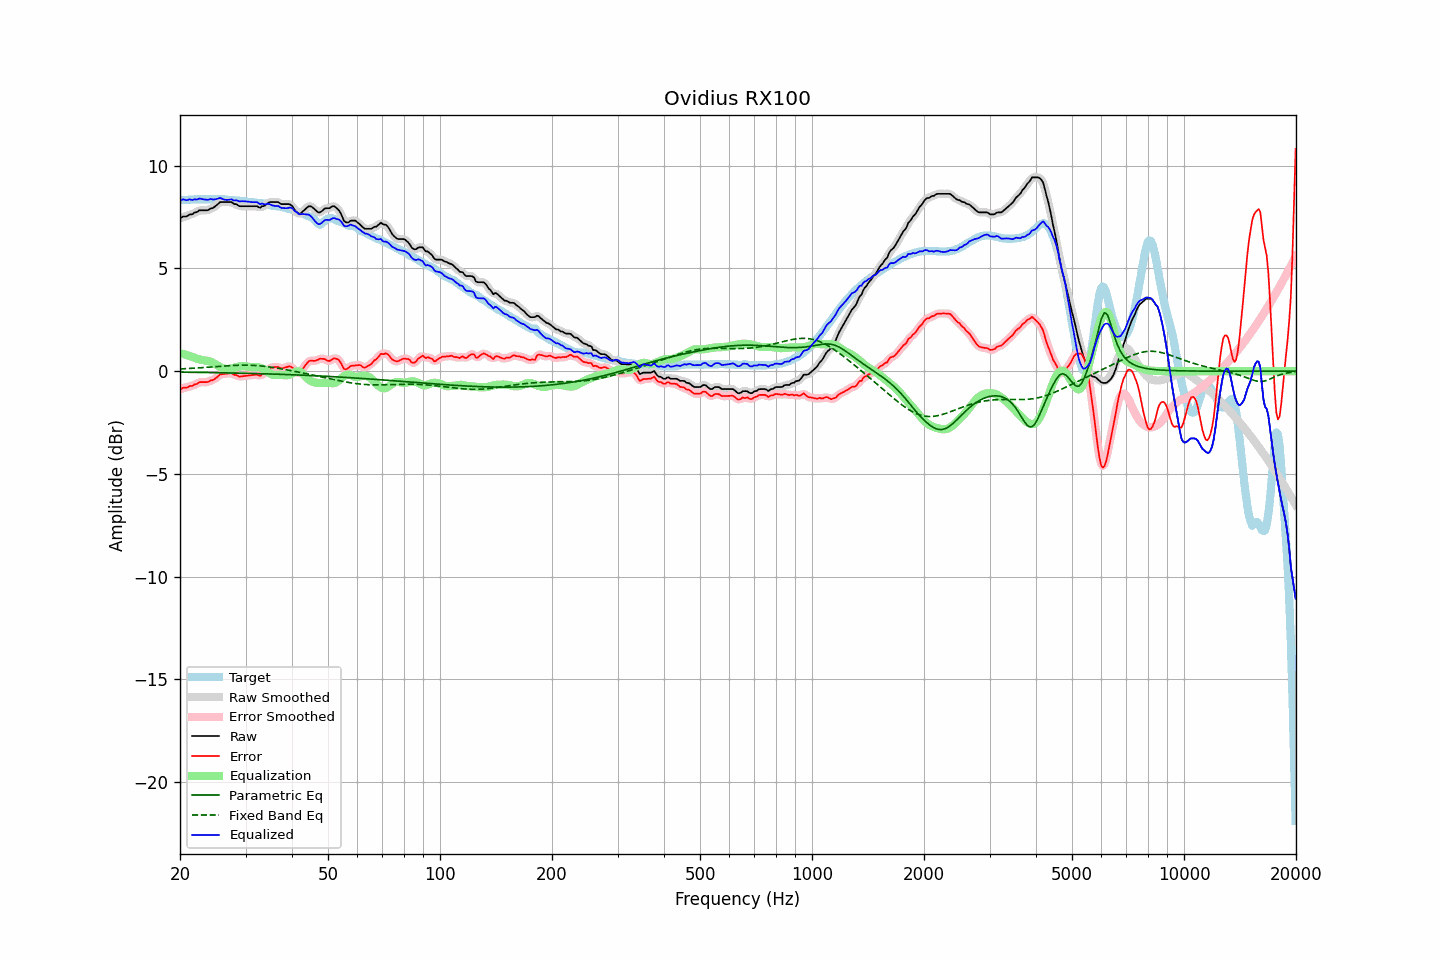 Ovidius RX100
10
5
0
−5
−10
−15
−20
Amplitude (dBr)
Target
Raw Smoothed
Error Smoothed
Raw
Error
Equalization
Parametric Eq
Fixed Band Eq
Equalized
20 50 100 200 500 1000 2000 5000 10000 20000
Frequency (Hz)